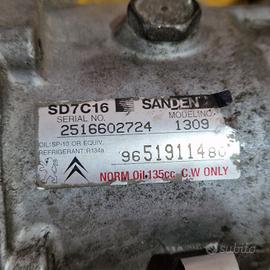 SD7C16 SANDEN
SERIAL NO. MODEL NO.
2516602724 1309
OIL:SP-10 OR EQUIV.
REFRIGERANT:R134a
9651911480
NORM Oil 135cc C.W ONLY
subito